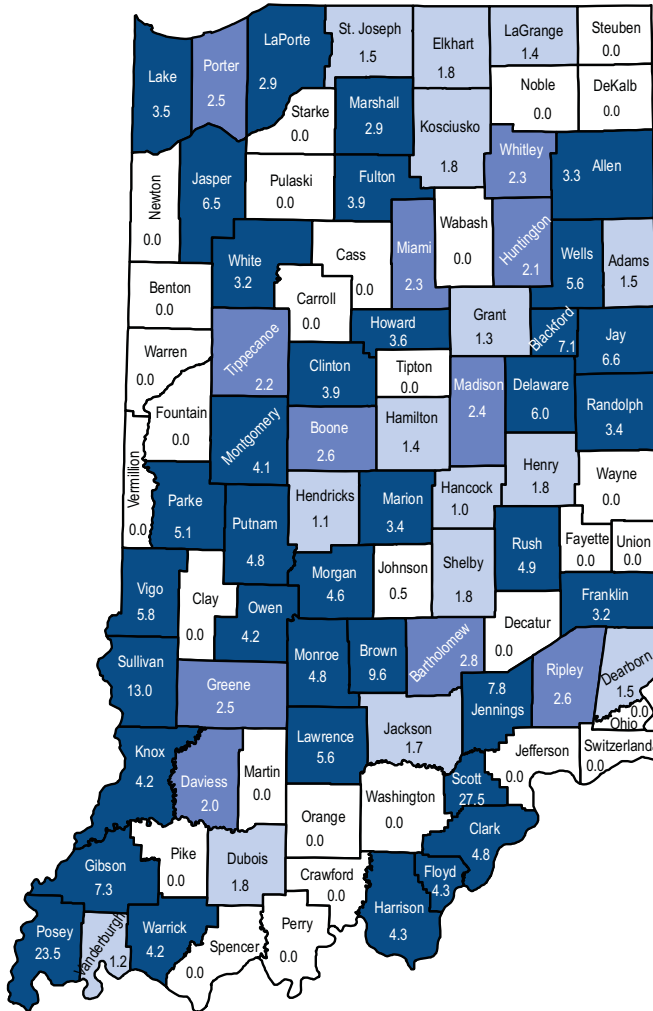 St. Joseph
1.5
Elkhart
1.8
LaGrange
1.4
Steuben
0.0
LaPorte
2.9
Porter
2.5
Lake
3.5
Noble
0.0
DeKalb
0.0
Starke
0.0
Marshall
2.9
Kosciusko
1.8
Whitley
2.3
Allen
3.3
Newton
0.0
Jasper
6.5
Pulaski
0.0
Fulton
3.9
Wabash
0.0
Huntington
2.1
Miami
2.3
White
3.2
Cass
0.0
Wells
5.6
Adams
1.5
Benton
0.0
Carroll
0.0
Howard
3.6
Grant
1.3
Blackford
7.1
Jay
6.6
Warren
0.0
Tippecanoe
2.2
Clinton
3.9
Tipton
0.0
Madison
2.4
Delaware
6.0
Randolph
3.4
Fountain
0.0
Montgomery
4.1
Boone
2.6
Hamilton
1.4
Vermillion
0.0
Parke
5.1
Putnam
4.8
Hendricks
1.1
Marion
3.4
Hancock
1.0
Henry
1.8
Wayne
0.0
Fayette
0.0
Union
0.0
Rush
4.9
Shelby
1.8
Johnson
0.5
Morgan
4.6
Vigo
5.8
Clay
0.0
Owen
4.2
Franklin
3.2
Decatur
0.0
Sullivan
13.0
Greene
2.5
Monroe
4.8
Brown
9.6
Bartholomew
2.8
7.8
Jennings
Ripley
2.6
Dearborn
1.5
0.0
Ohio
Knox
4.2
Daviess
2.0
Martin
0.0
Lawrence
5.6
Jackson
1.7
Jefferson
0.0
Switzerland
0.0
Scott
27.5
Washington
0.0
Orange
0.0
Clark
4.8
Gibson
7.3
Pike
0.0
Dubois
1.8
Crawford
0.0
Floyd
4.3
Harrison
4.3
Posey
23.5
Vanderburgh
1.2
Warrick
4.2
Spencer
0.0
Perry
0.0